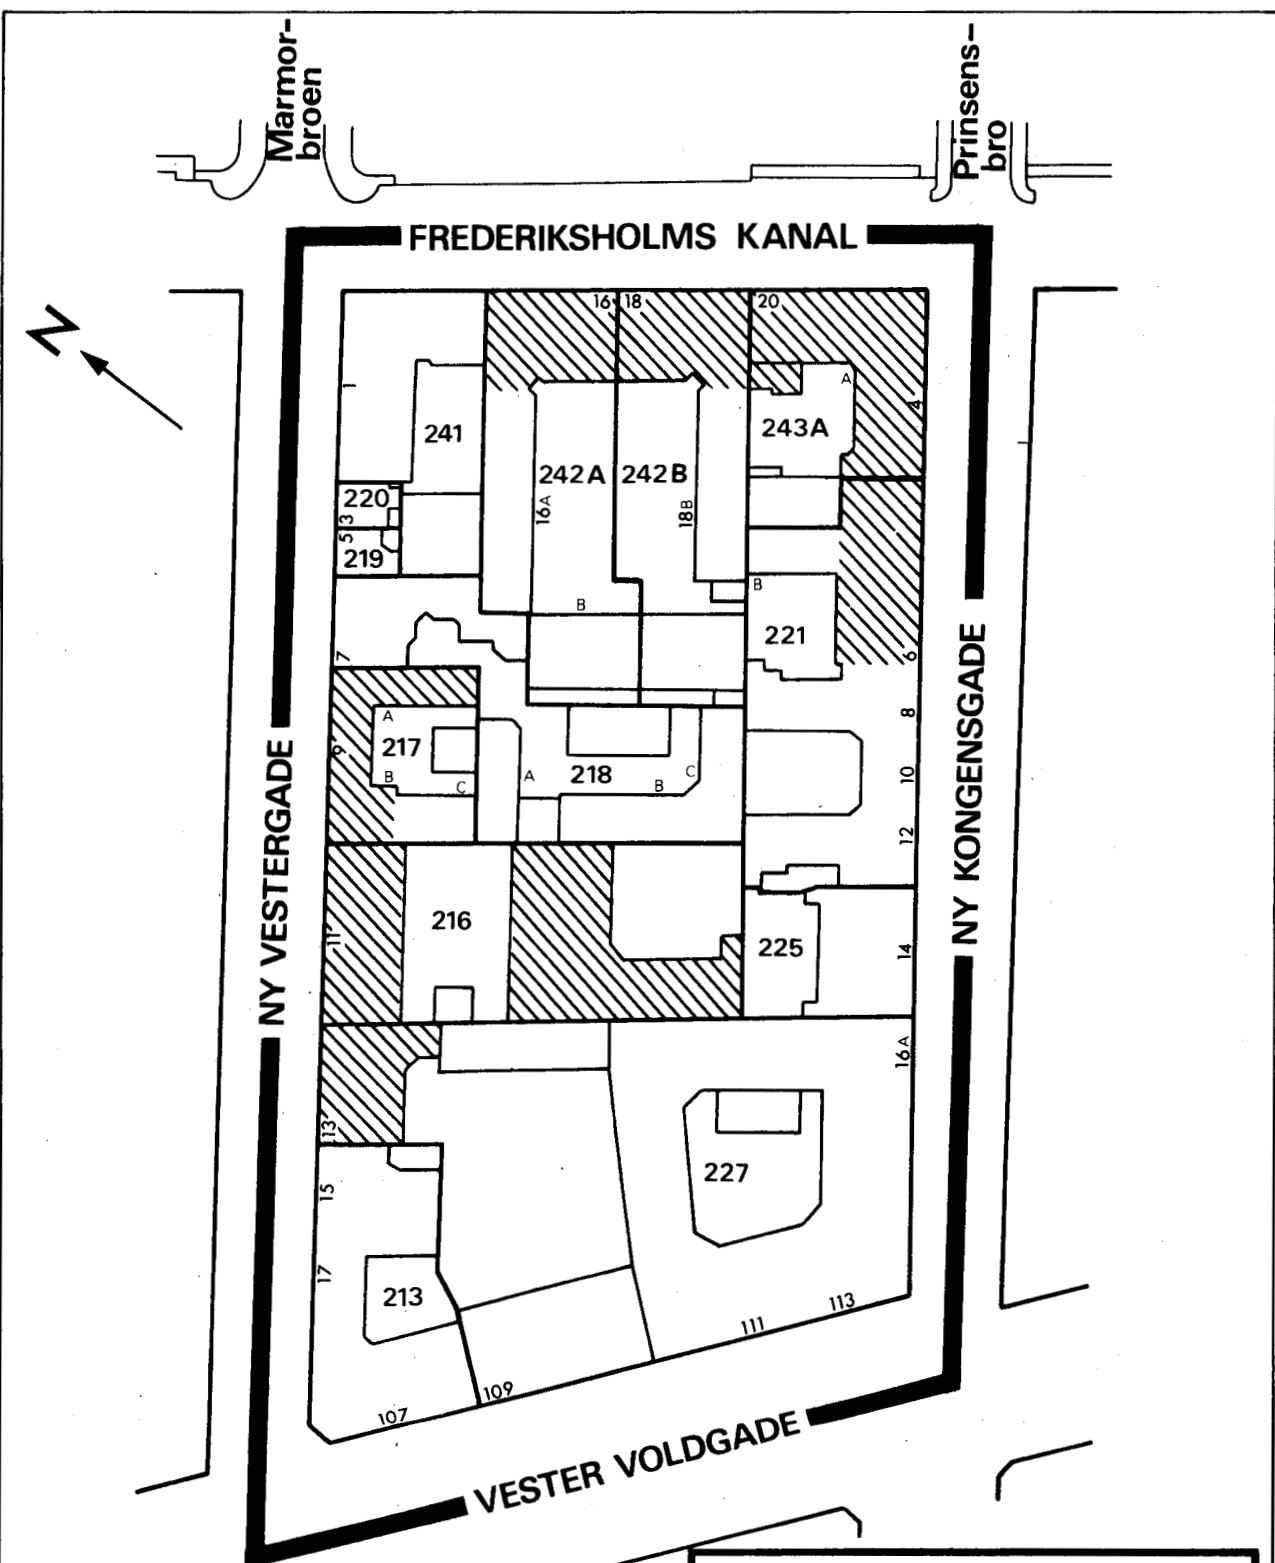 Marmor-
broen
Prinsens-
bro
FREDERIKSHOLMS KANAL
N
16 18 20
1
A
4
241
243A
242A 242B
220
3
16A
18B
5
219
B
B
221
7
6
A
8
217
9
218
A
B
C
B
C
10
12
216
11
225
14
16A
13
227
15
17
213
113
111
109
107
NY VESTERGADE
NY KONGENSGADE
VESTER VOLDGADE